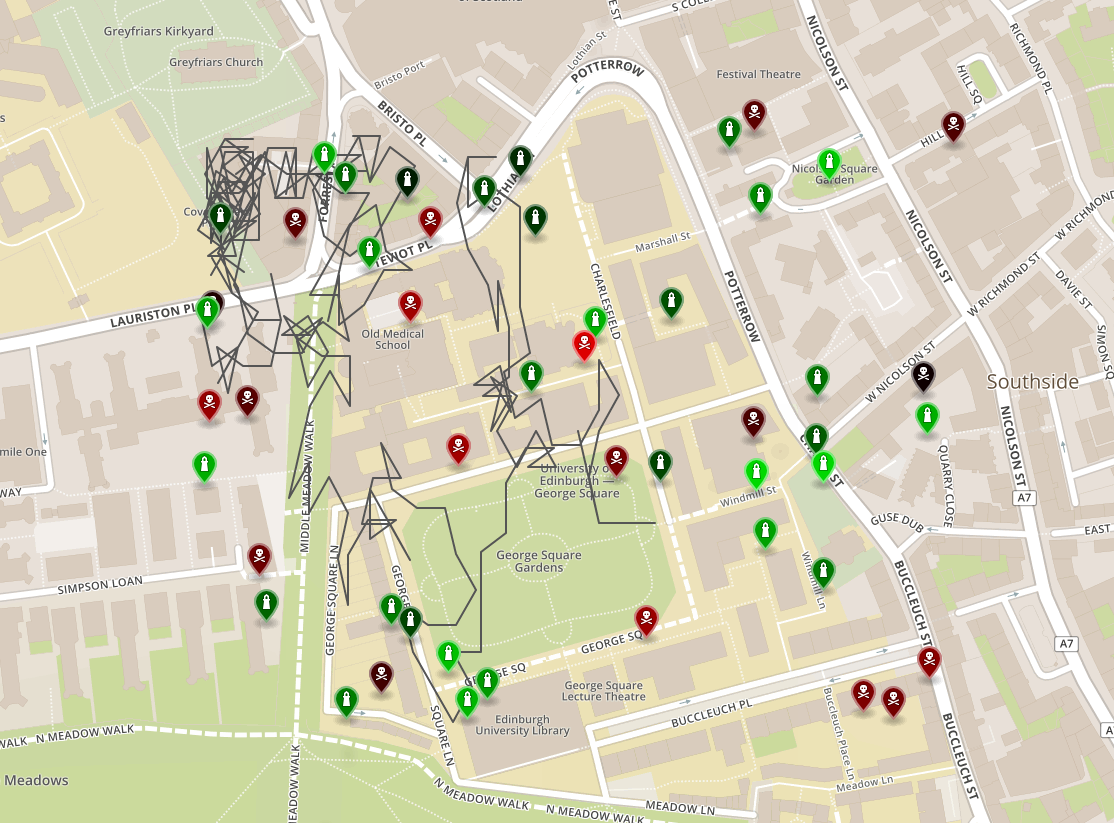 of Scotland
S COLL
ST
Greyfriars Kirkyard
Lothian St
NICOLSON ST
RICHMOND PL
Greyfriars Church
Bristo Port
POTTERROW
Festival Theatre
HILL SQ
BRISTO PL
HILL
Nicolson Square
Garden
FORREST
LOTHIAN
Cov
TEVIOT PL
Marshall St
NICOLSON ST
W RICHMOND
W RICHMOND ST
CHARLESFIELD
POTTERROW
DAVIE ST
LAURISTON PL
Old Medical
School
SIMON SQ
W NICOLSON ST
Southside
mile One
MIDDLE MEADOW WALK
University of
Edinburgh —
George Square
ST
NICOLSON ST
QUARRY CLOSE
WAY
Windmill St
A7
GUSE DUB
EAST
George Square
Gardens
SIMPSON LOAN
GEORGE SQUARE LN
GEORGE
Windmill Ln
BUCCLEUCH ST
GEORGE SQ
GEORGE SQ
A7
George Square
Lecture Theatre
Buccleuch Place Ln
BUCCLEUCH PL
SQUARE LN
Edinburgh
University Library
BUCCLEUCH ST
WALK
N MEADOW WALK
A
Meadows
MEADOW WALK
N MEADOW WALK
N MEADOW WALK
MEADOW LN
Meadow Ln